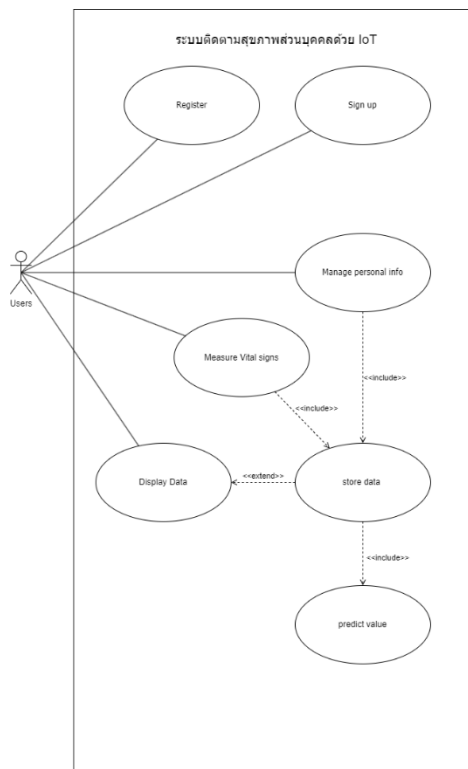 ระบบติดตามสุขภาพส่วนบุคคลด้วย IoT
Register
Sign up
Users
Manage personal info
Measure Vital signs
<<include>>
<<include>>
Display Data
<<extend>>
store data
<<include>>
predict value